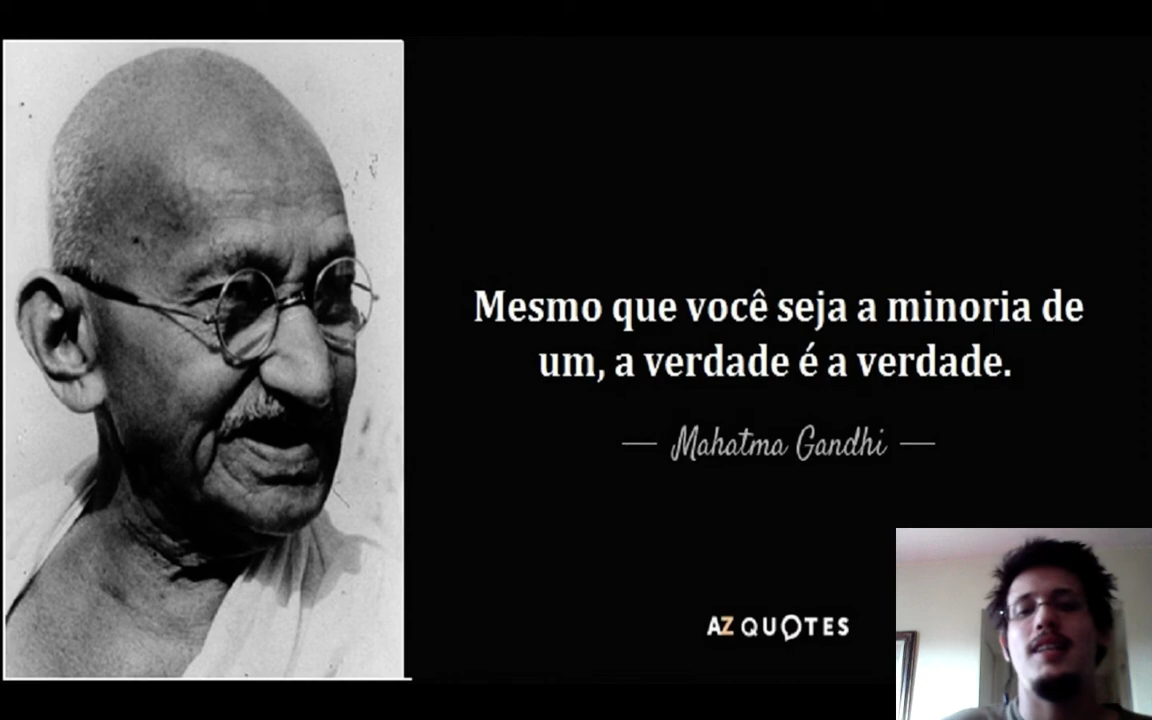 Mesmo que você seja a minoria de
um, a verdade é a verdade.
Mahatma Gandhi
AZ QUOTES